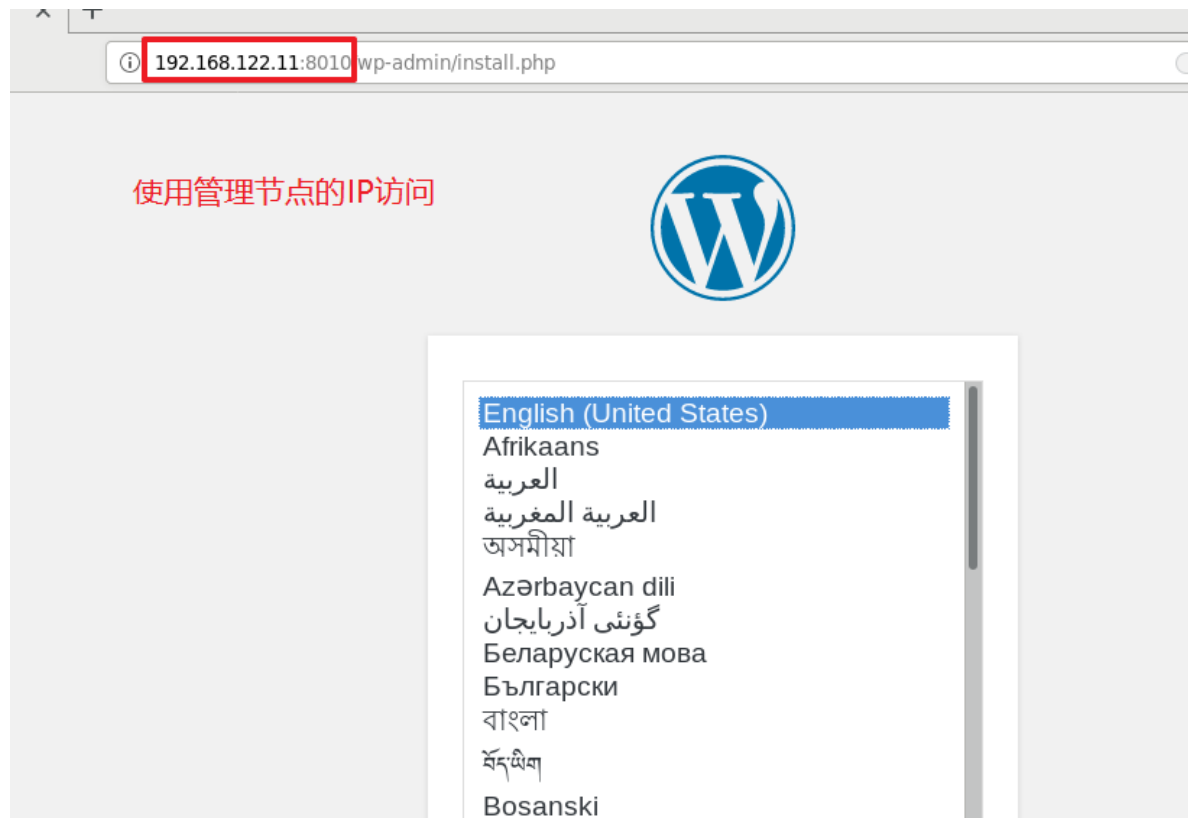 192.168.122.11:8010/wp-admin/install.php
使用管理节点的IP访问
English (United States)
Afrikaans
العربية
العربية المغربية
অসমীয়া
Azərbaycan dili
گؤنئی آذربایجان
Беларуская мова
Български
বাংলা
བོད་ཡིག
Bosanski